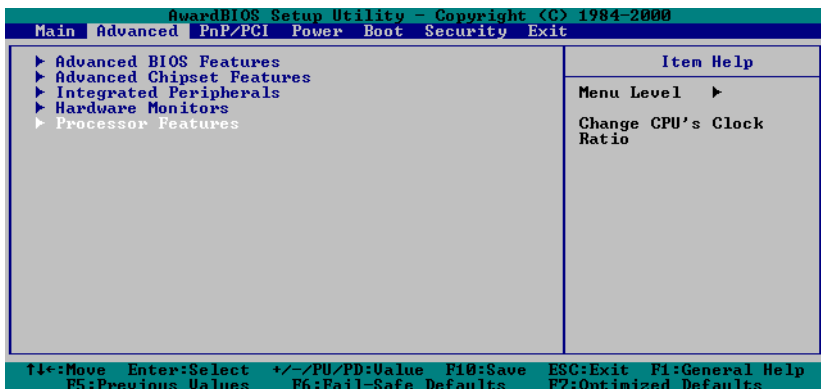 AwardBIOS Setup Utility - Copyright (C) 1984-2000
Main Advanced PnP/PCI Power Boot Security Exit
▶ Advanced BIOS Features
▶ Advanced Chipset Features
▶ Integrated Peripherals
▶ Hardware Monitors
▶ Processor Features
Item Help
Menu Level ▶
Change CPU's Clock
Ratio
↑↓←:Move Enter:Select +/-/PU/PD:Value F10:Save ESC:Exit F1:General Help
F5:Previous Values F6:Fail-Safe Defaults F7:Optimized Defaults